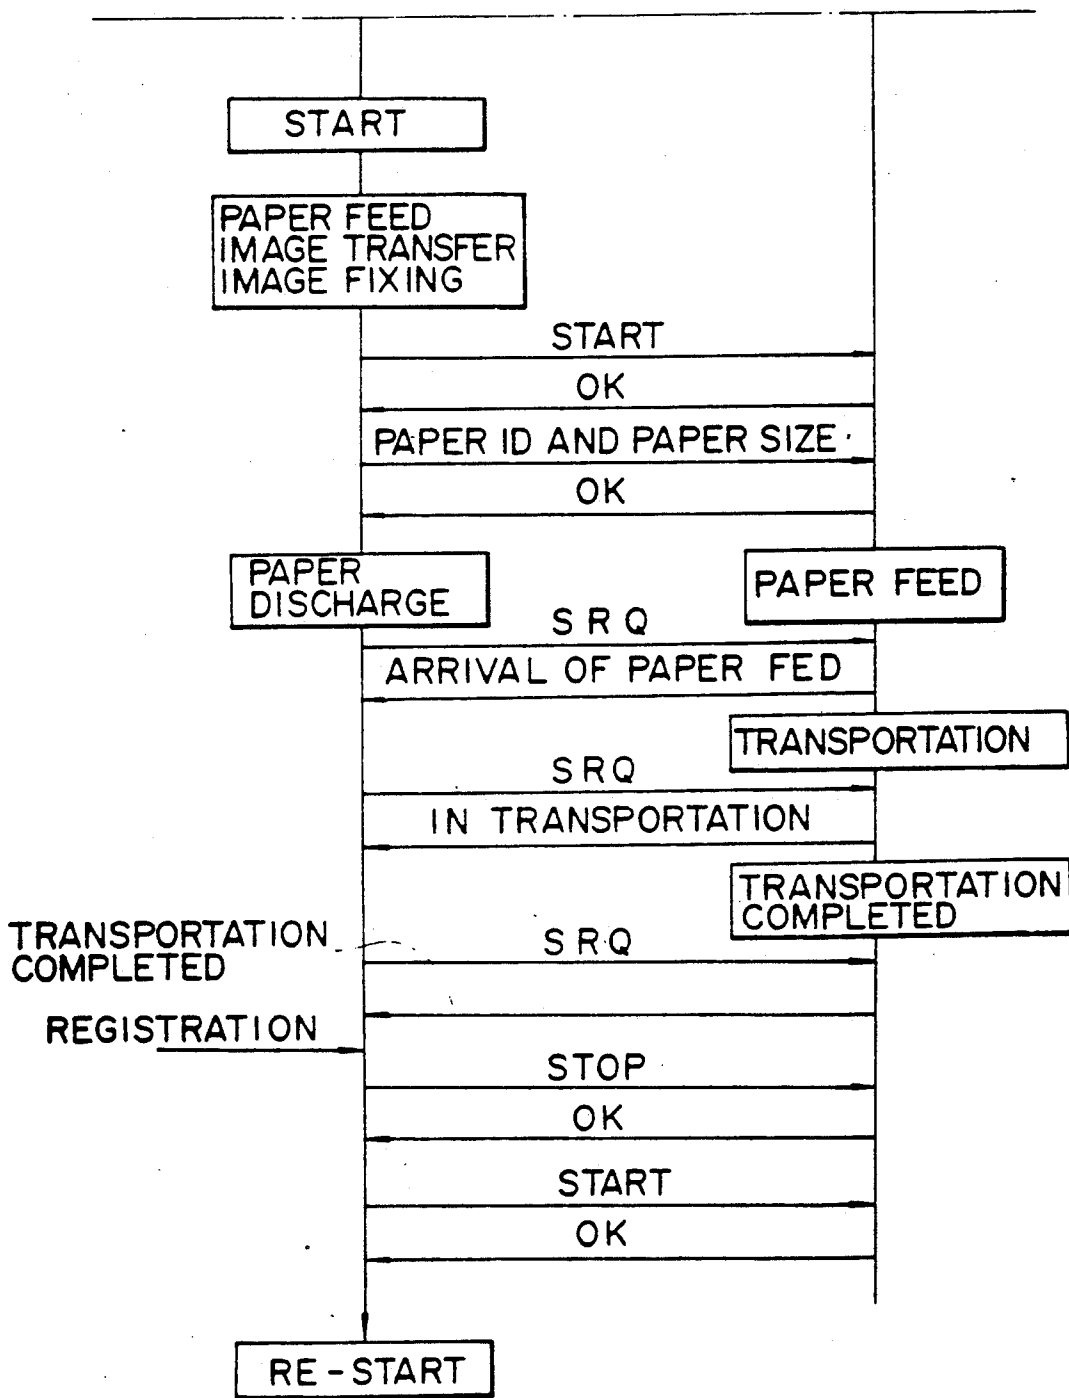 START
PAPER FEED
IMAGE TRANSFER
IMAGE FIXING
START
OK
PAPER ID AND PAPER SIZE
OK
PAPER
DISCHARGE
PAPER FEED
SRQ
ARRIVAL OF PAPER FED
TRANSPORTATION
SRQ
IN TRANSPORTATION
TRANSPORTATION
COMPLETED
TRANSPORTATION
COMPLETED
SRQ
REGISTRATION
STOP
OK
START
OK
RE-START